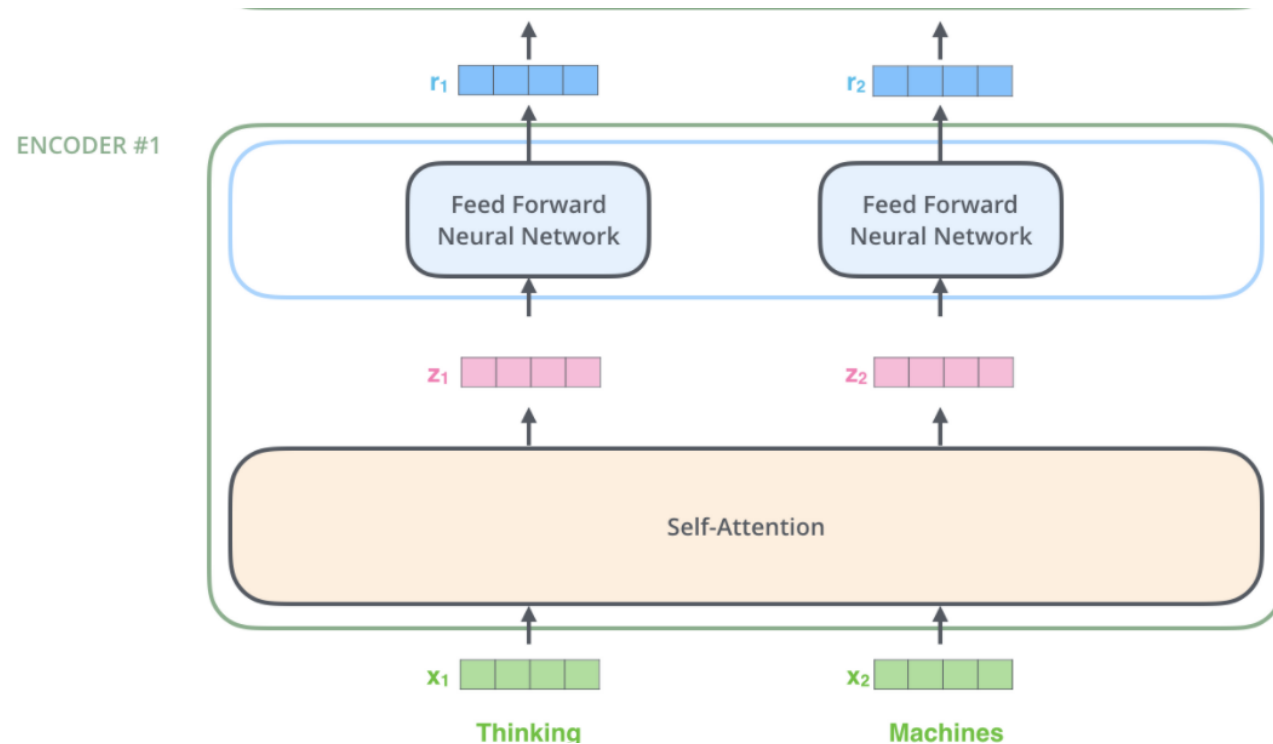 r₁ r₂
ENCODER #1
Feed Forward
Neural Network
Feed Forward
Neural Network
z₁ z₂
Self-Attention
x₁ x₂
Thinking Machines